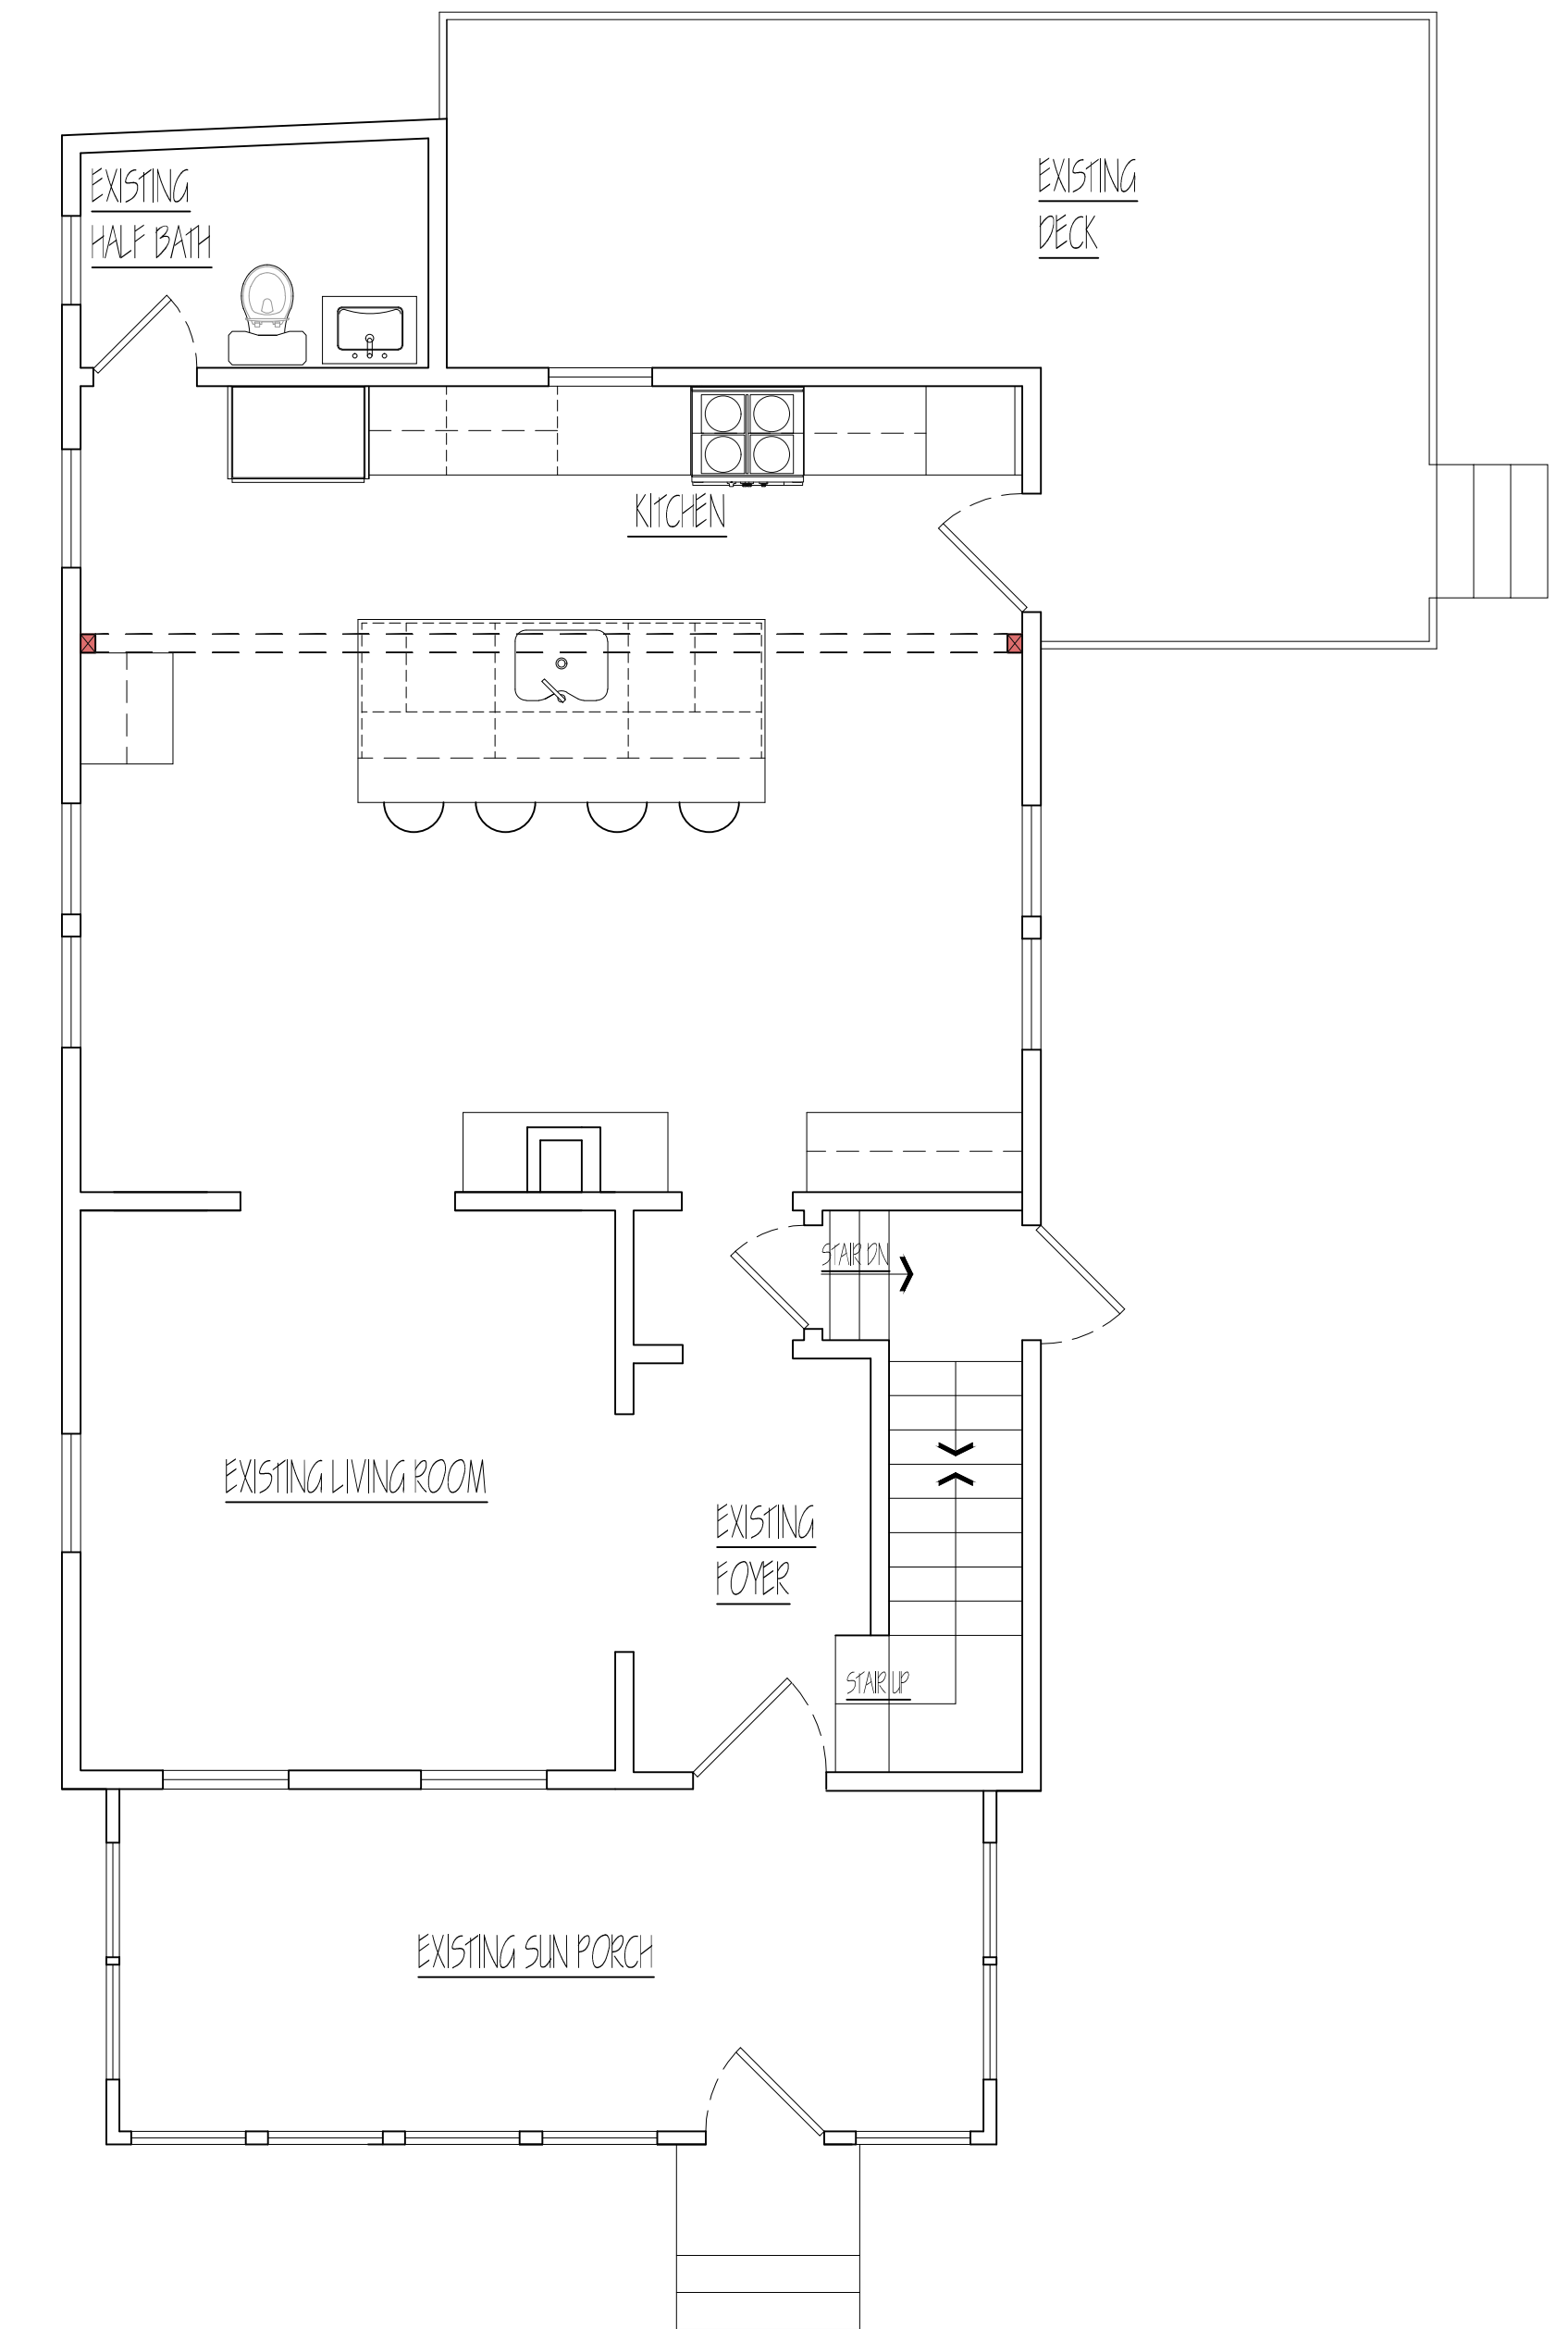 EXISTING
HALF BATH
EXISTING
DECK
KITCHEN
STAIR DN
EXISTING LIVING ROOM
EXISTING
FOYER
STAIR UP
EXISTING SUN PORCH